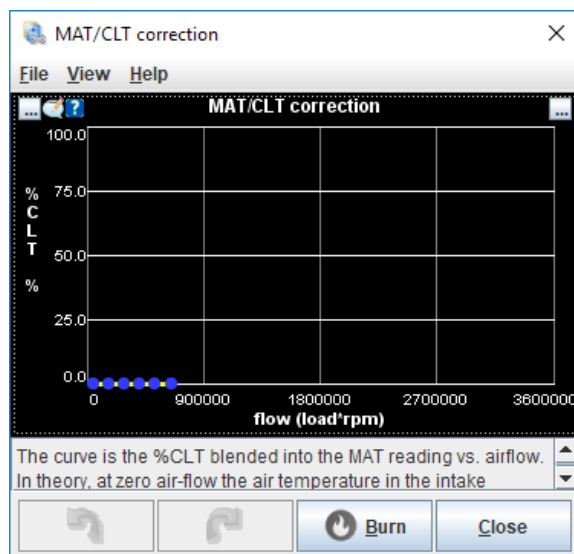 MAT/CLT correction
File View Help
... ? MAT/CLT correction ...
100.0
75.0
50.0
25.0
0.0
%
C
L
T
%
0 900000 1800000 2700000 3600000
flow (load*rpm)
The curve is the %CLT blended into the MAT reading vs. airflow.
In theory, at zero air-flow the air temperature in the intake
Burn Close